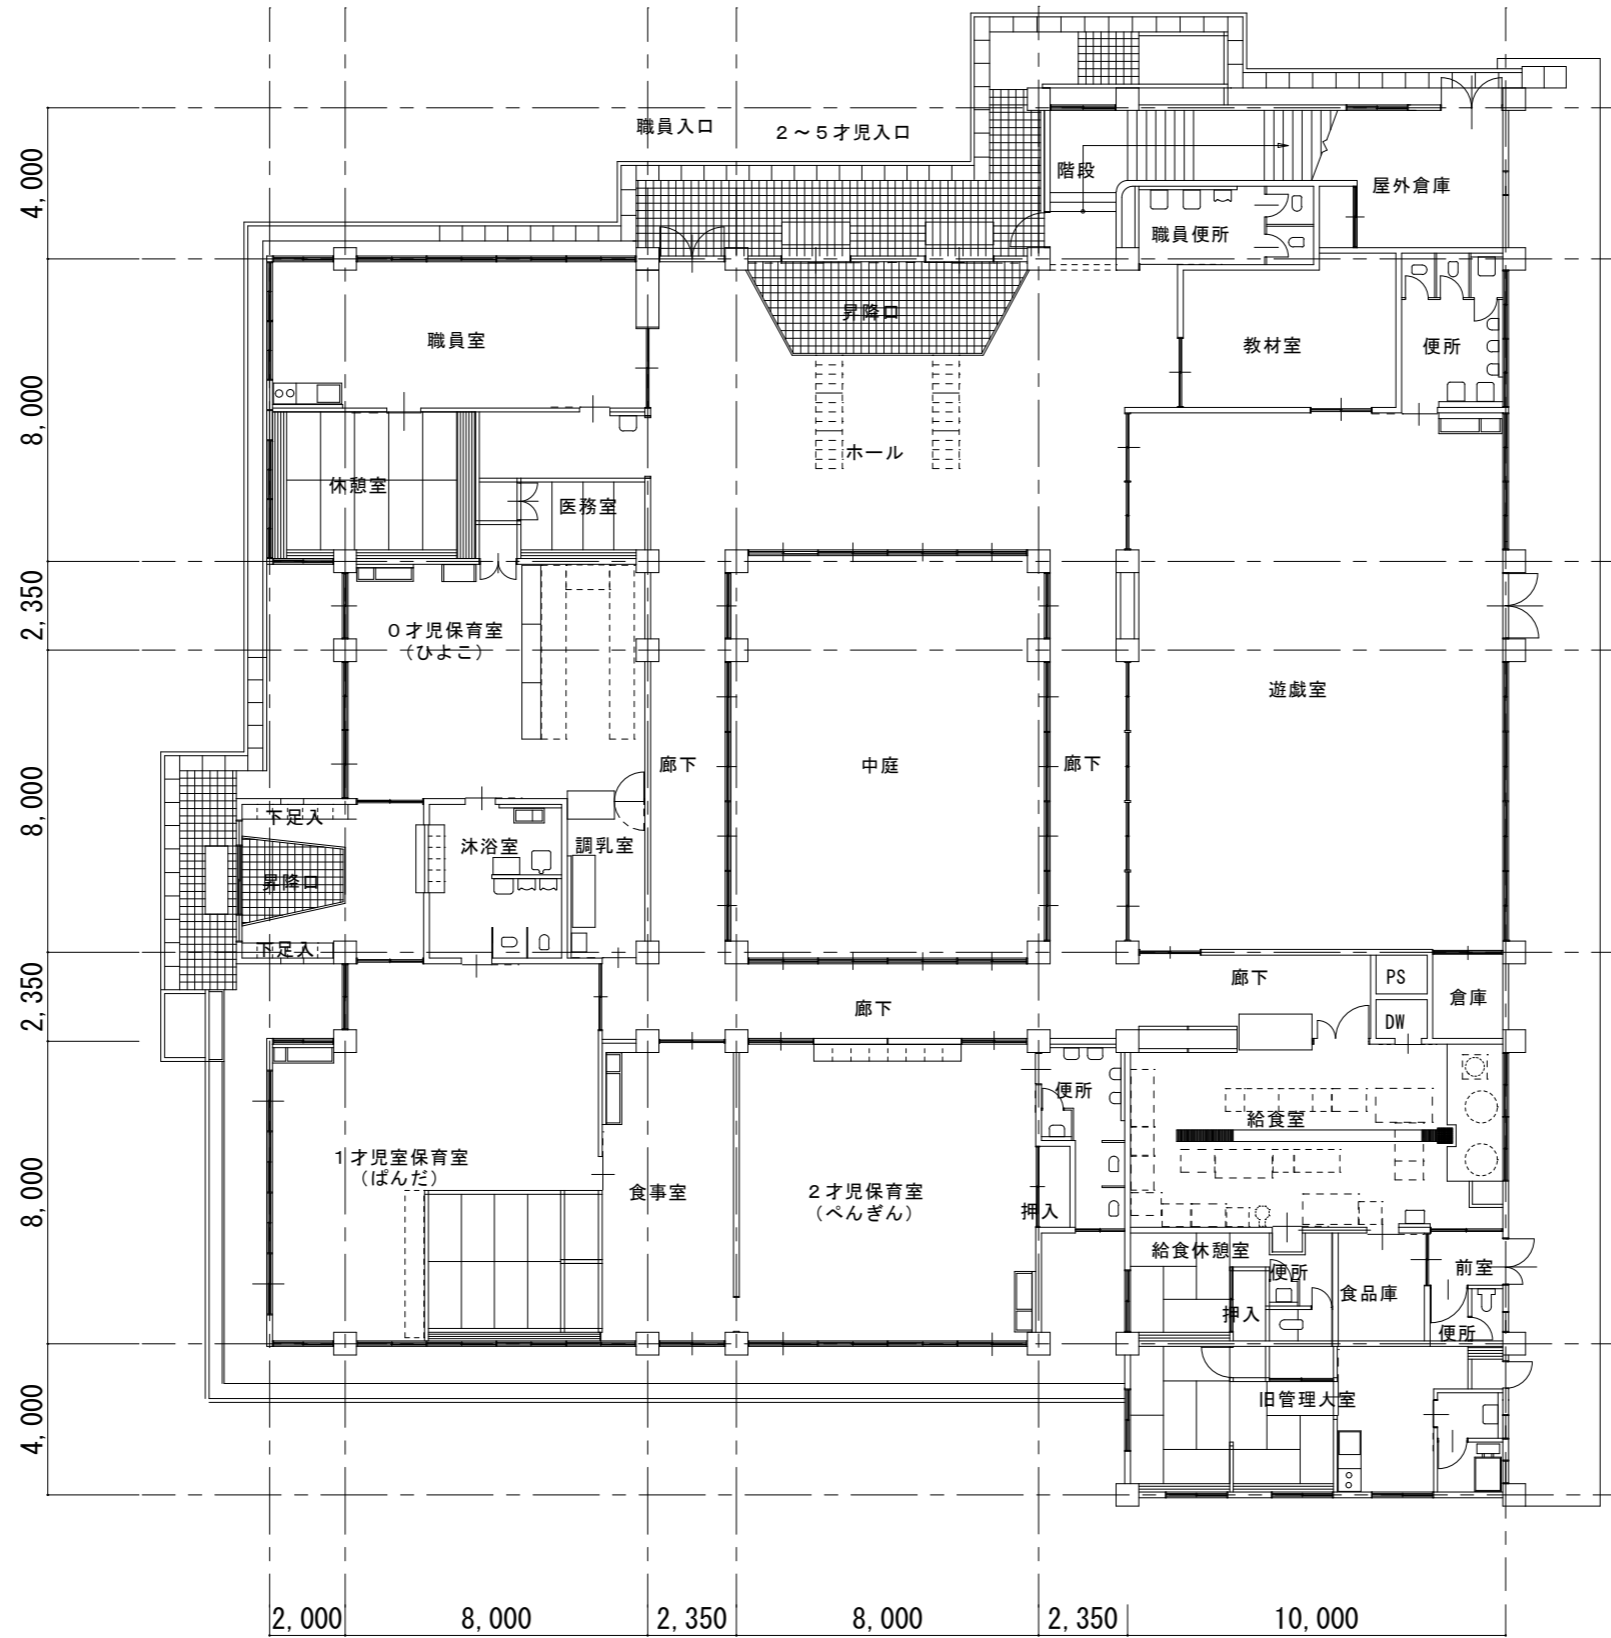 職員入口
2～5才児入口
4,000
階段
屋外倉庫
職員便所
昇降口
職員室
教材室
便所
8,000
ホール
休憩室
医務室
2,350
0才児保育室
（ひよこ）
遊戯室
廊下
中庭
廊下
8,000
下足入
沐浴室
調乳室
昇降口
下足入
2,350
廊下
廊下
PS
倉庫
DW
便所
給食室
1才児室保育室
（ぱんだ）
食事室
2才児保育室
（ぺんぎん）
8,000
押入
給食休憩室
便所
前室
食品庫
押入
便所
4,000
旧管理人室
2,000
8,000
2,350
8,000
2,350
10,000